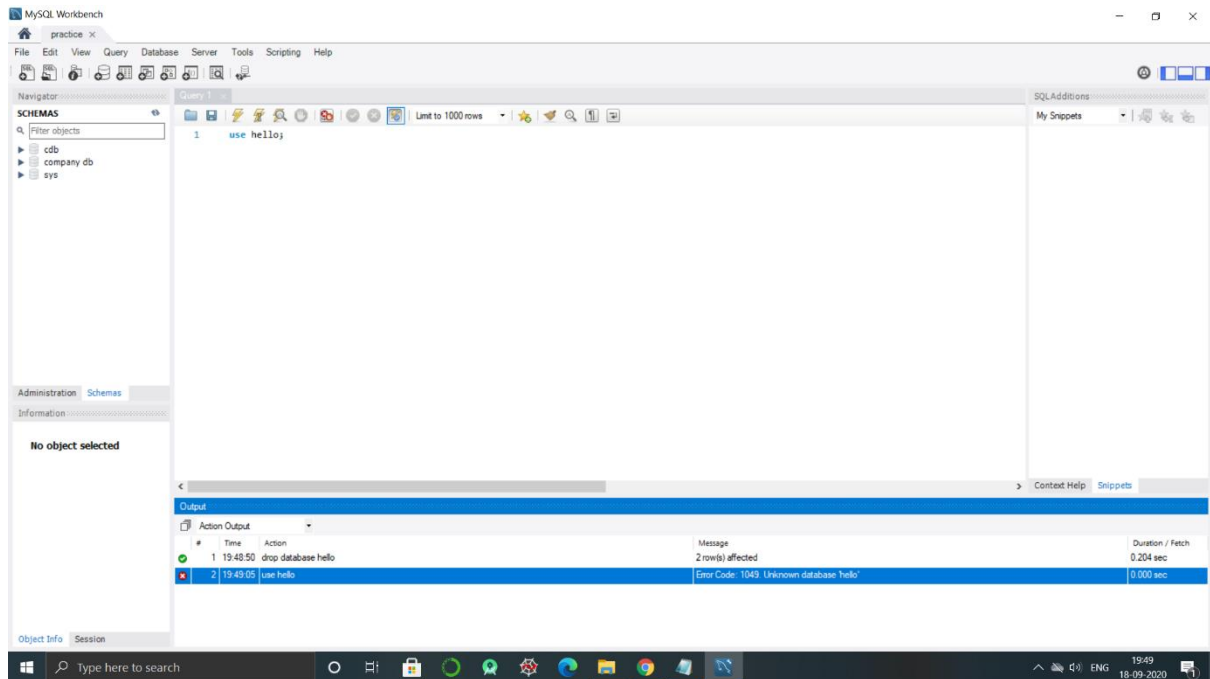 MySQL Workbench
practice
File Edit View Query Database Server Tools Scripting Help
Navigator
SCHEMAS
Filter objects
cdb
company db
sys
Administration Schemas
Information
No object selected
Object Info Session
Query 1
Limit to 1000 rows
1 use hello;
Output
Action Output
# Time Action Message Duration / Fetch
1 19:48:50 drop database hello 2 row(s) affected 0.204 sec
2 19:49:05 use hello Error Code: 1049. Unknown database 'hello' 0.000 sec
SQLAdditions
My Snippets
Context Help Snippets
Type here to search
ENG
19:49
18-09-2020